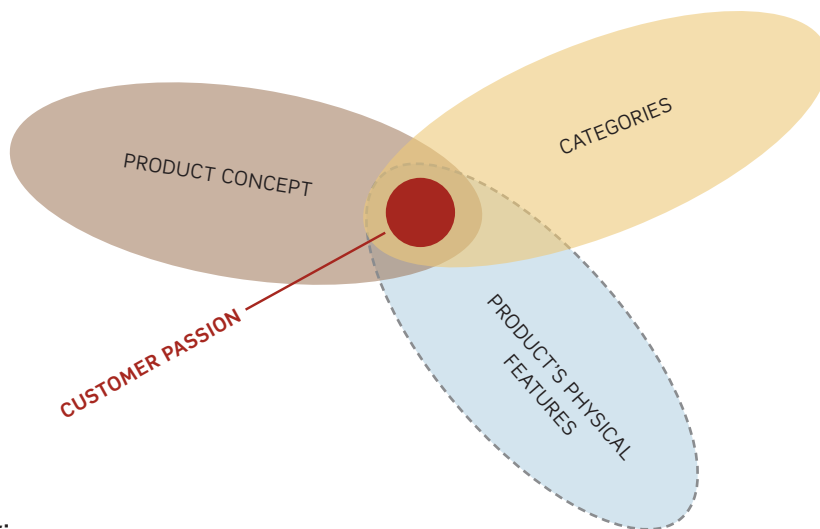 CATEGORIES
PRODUCT CONCEPT
PRODUCT'S PHYSICAL
FEATURES
CUSTOMER PASSION